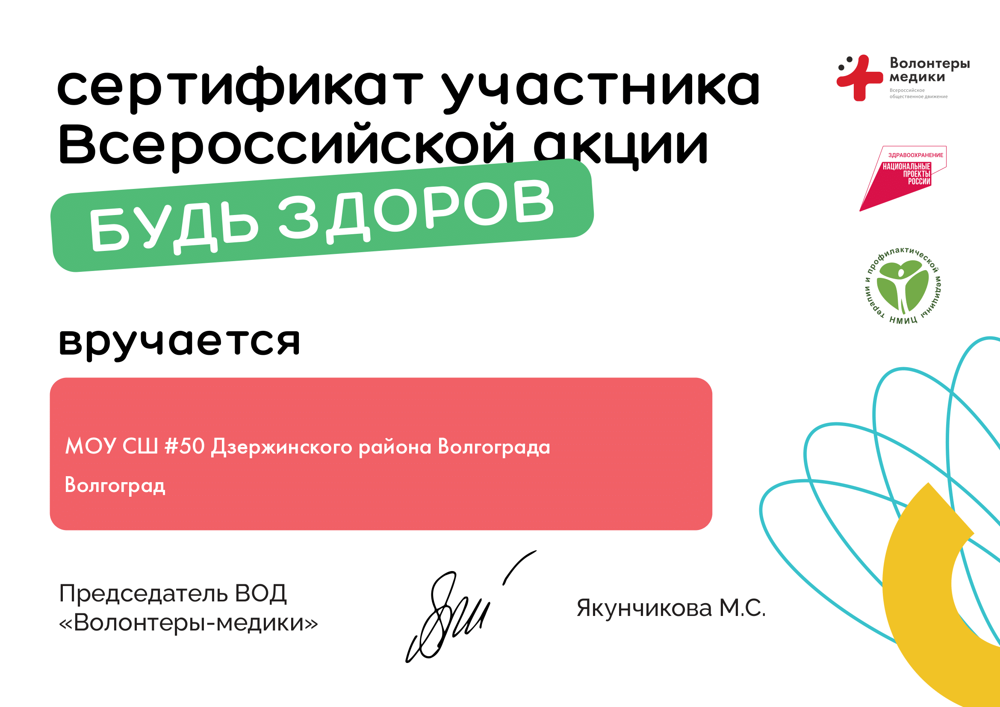 сертификат участника
Всероссийской акции
БУДЬ ЗДОРОВ
Волонтеры
медики
Всероссийское
общественное движение
ЗДРАВООХРАНЕНИЕ
НАЦИОНАЛЬНЫЕ
ПРОЕКТЫ
РОССИИ
НМИЦ терапии и профилактической медицины
вручается
МОУ СШ #50 Дзержинского района Волгограда
Волгоград
Председатель ВОД
«Волонтеры-медики»
Якунчикова М.С.